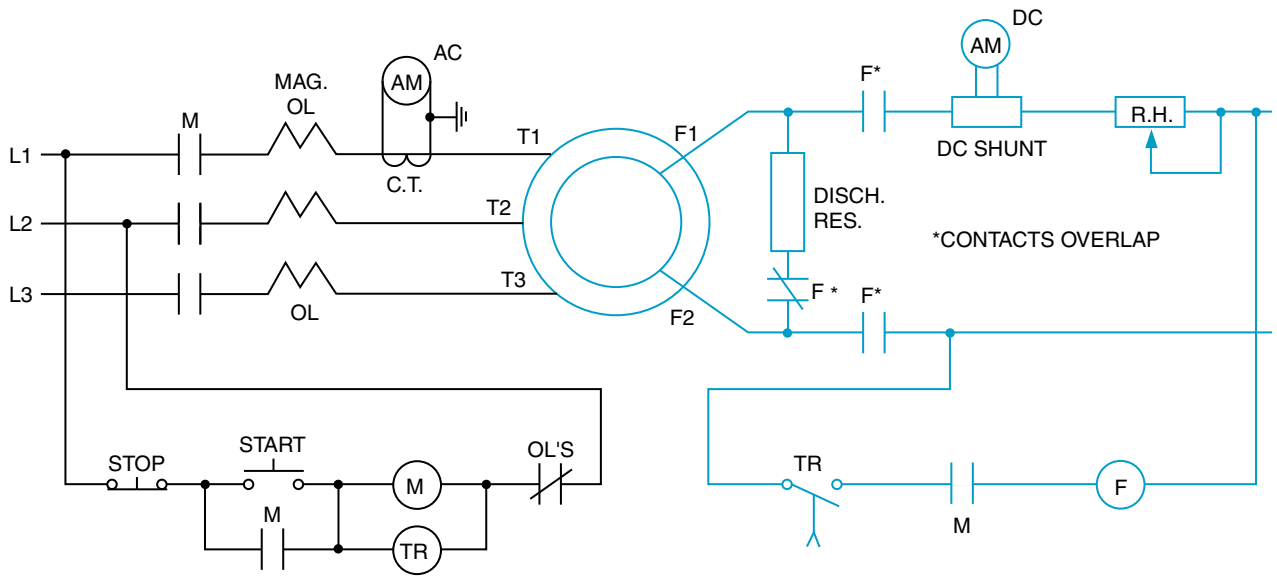 DC
AM
AC
AM
MAG.
OL
F*
M
F1
R.H.
L1
T1
DC SHUNT
C.T.
DISCH.
RES.
L2
T2
*CONTACTS OVERLAP
L3
T3
F *
F*
OL
F2
START
OL'S
STOP
TR
M
F
M
M
TR